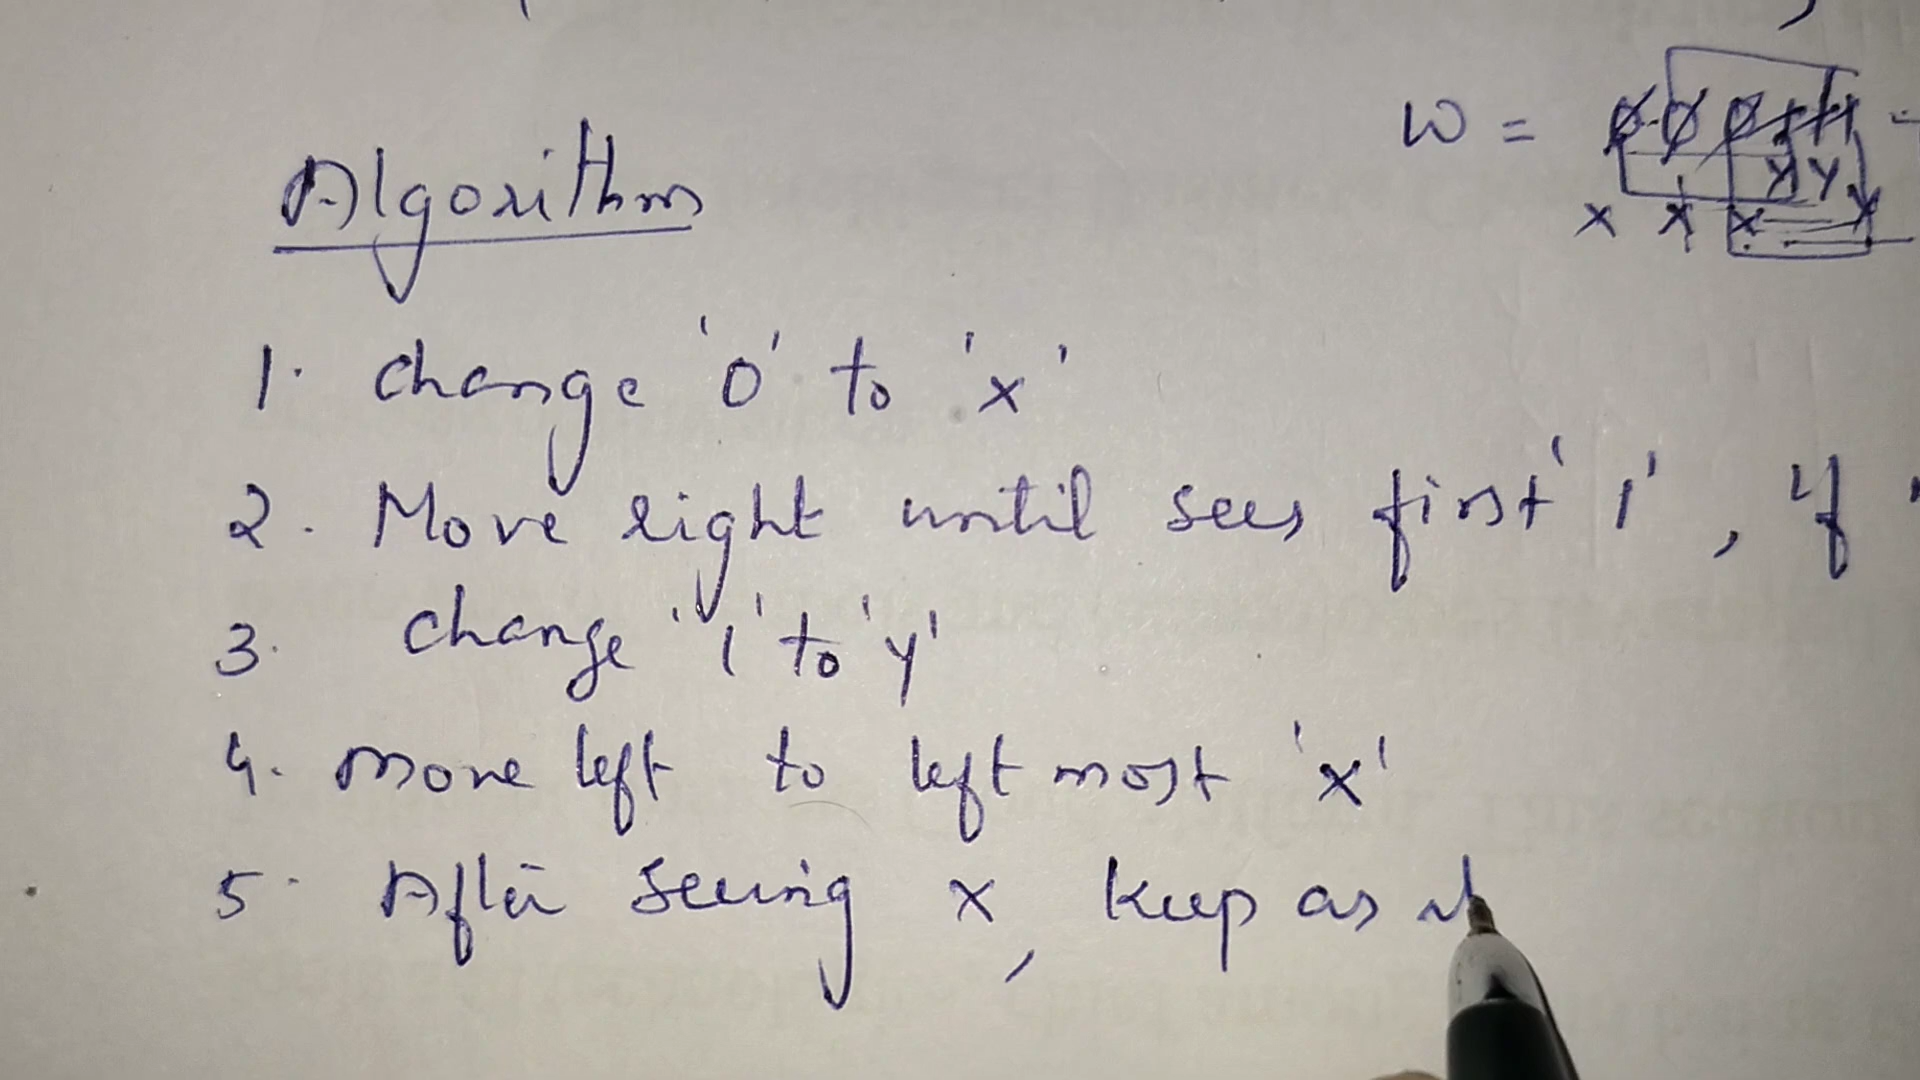 W =
Algorithm
x x x
1. change '0' to 'x'
2. Move right until sees first '1', If
3. change '1' to 'y'
4. Move left to left most 'x'
5. After seeing x, keep as it